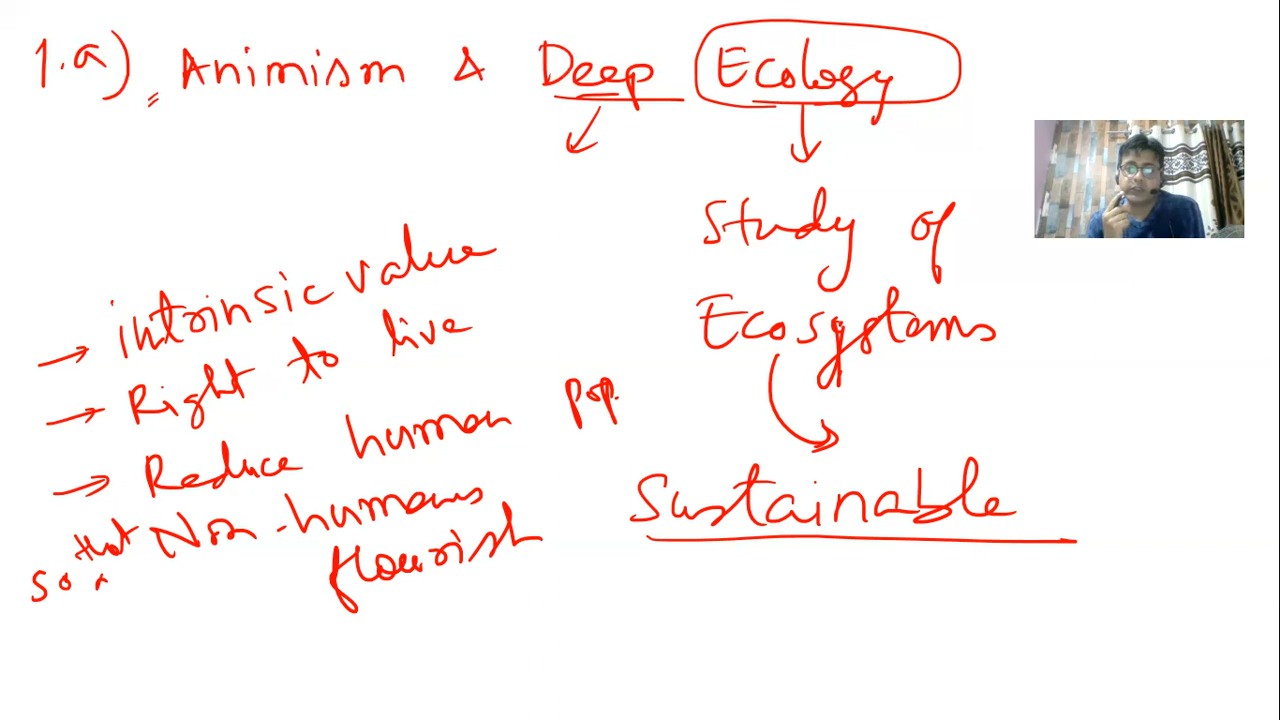 1.a) Animism & Deep Ecology
Study of
Ecosystems
Sustainable
→ intrinsic value
→ Right to live
→ Reduce human pop.
so that Non-humans
flourish